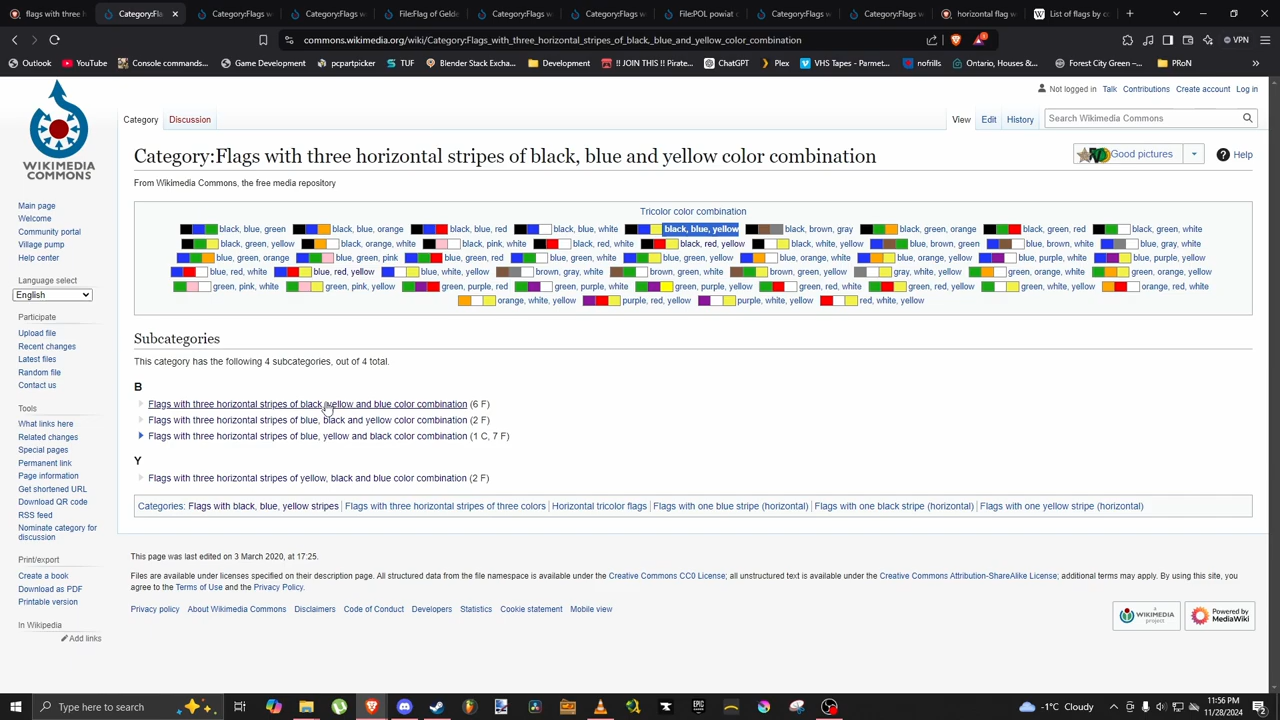 flags with three h
Category:Flags
Category:Flags w
Category:Flags w
File:Flag of Gelde
Category:Flags w
Category:Flags w
File:POL powiat c
Category:Flags w
Category:Flags w
horizontal flag w
List of flags by c
commons.wikimedia.org/wiki/Category:Flags_with_three_horizontal_stripes_of_black,_blue_and_yellow_color_combination
VPN
Outlook YouTube Console commands... Game Development pcpartpicker TUF Blender Stack Excha... Development !! JOIN THIS !! Pirate... ChatGPT Plex VHS Tapes - Parmet... nofrills Ontario, Houses &... Forest City Green –... PRoN
Not logged in Talk Contributions Create account Log in
Category Discussion View Edit History Search Wikimedia Commons
WIKIMEDIA
COMMONS
Category:Flags with three horizontal stripes of black, blue and yellow color combination
Good pictures Help
From Wikimedia Commons, the free media repository
Tricolor color combination
black, blue, green black, blue, orange black, blue, red black, blue, white black, blue, yellow black, brown, gray black, green, orange black, green, red black, green, white
black, green, yellow black, orange, white black, pink, white black, red, white black, red, yellow black, white, yellow blue, brown, green blue, brown, white blue, gray, white
blue, green, orange blue, green, pink blue, green, red blue, green, white blue, green, yellow blue, orange, white blue, orange, yellow blue, purple, white blue, purple, yellow
blue, red, white blue, red, yellow blue, white, yellow brown, gray, white brown, green, white brown, green, yellow gray, white, yellow green, orange, white green, orange, yellow
green, pink, white green, pink, yellow green, purple, red green, purple, white green, purple, yellow green, red, white green, red, yellow green, white, yellow orange, red, white
orange, white, yellow purple, red, yellow purple, white, yellow red, white, yellow
Main page
Welcome
Community portal
Village pump
Help center
Language select
English
Participate
Upload file
Recent changes
Latest files
Random file
Contact us
Tools
What links here
Related changes
Special pages
Permanent link
Page information
Get shortened URL
Download QR code
RSS feed
Nominate category for
discussion
Print/export
Create a book
Download as PDF
Printable version
In Wikipedia
Add links
Subcategories
This category has the following 4 subcategories, out of 4 total.
B
Flags with three horizontal stripes of black, yellow and blue color combination (6 F)
Flags with three horizontal stripes of blue, black and yellow color combination (2 F)
Flags with three horizontal stripes of blue, yellow and black color combination (1 C, 7 F)
Y
Flags with three horizontal stripes of yellow, black and blue color combination (2 F)
Categories: Flags with black, blue, yellow stripes | Flags with three horizontal stripes of three colors | Horizontal tricolor flags | Flags with one blue stripe (horizontal) | Flags with one black stripe (horizontal) | Flags with one yellow stripe (horizontal)
This page was last edited on 3 March 2020, at 17:25.
Files are available under licenses specified on their description page. All structured data from the file namespace is available under the Creative Commons CC0 License; all unstructured text is available under the Creative Commons Attribution-ShareAlike License; additional terms may apply. By using this site, you
agree to the Terms of Use and the Privacy Policy.
Privacy policy About Wikimedia Commons Disclaimers Code of Conduct Developers Statistics Cookie statement Mobile view
WIKIMEDIA
project
Powered by
MediaWiki
Type here to search
-1°C Cloudy
11:56 PM
11/28/2024